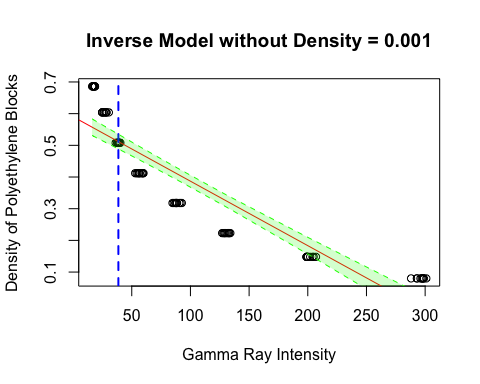 Inverse Model without Density = 0.001
Density of Polyethylene Blocks
0.7
0.5
0.3
0.1
50 100 150 200 250 300
Gamma Ray Intensity